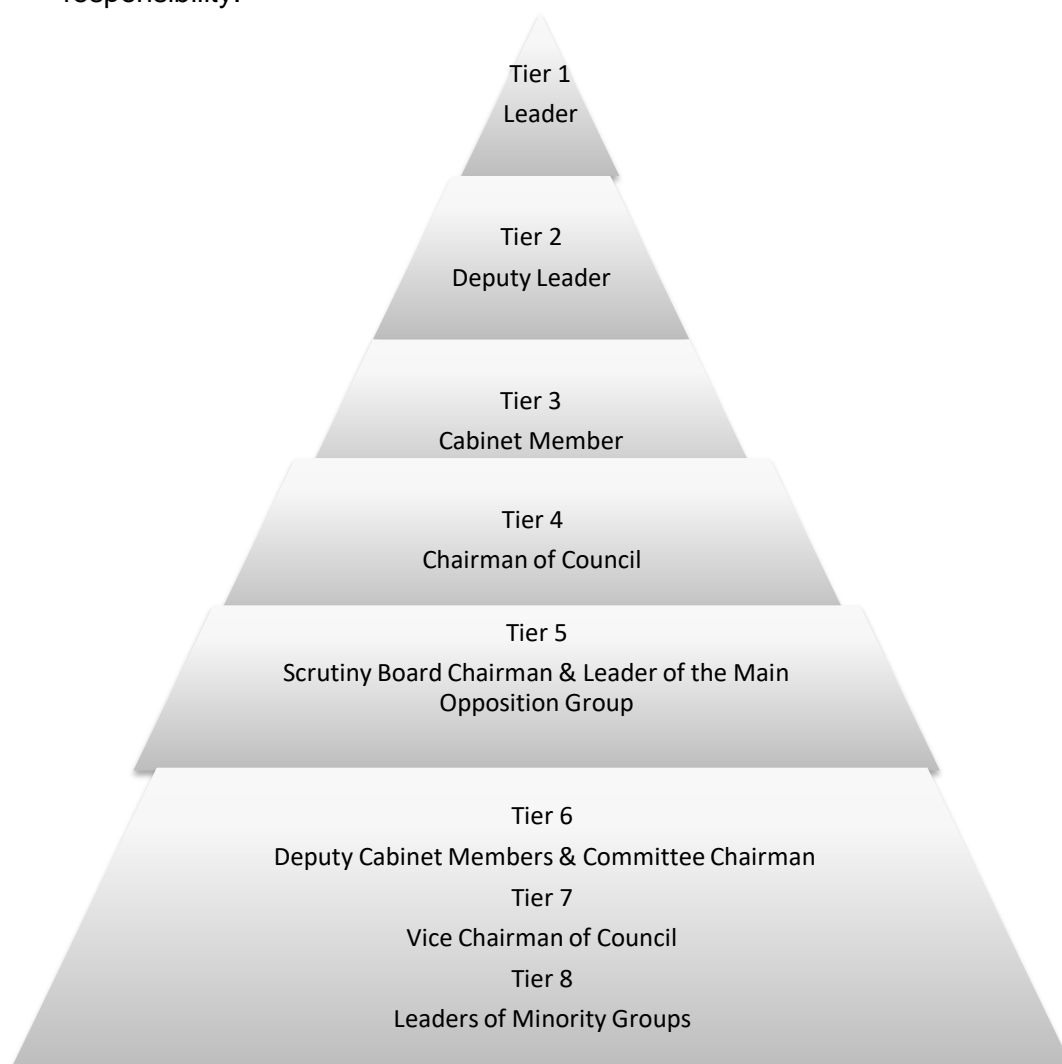 responsibility.
Tier 1
Leader
Tier 2
Deputy Leader
Tier 3
Cabinet Member
Tier 4
Chairman of Council
Tier 5
Scrutiny Board Chairman & Leader of the Main
Opposition Group
Tier 6
Deputy Cabinet Members & Committee Chairman
Tier 7
Vice Chairman of Council
Tier 8
Leaders of Minority Groups